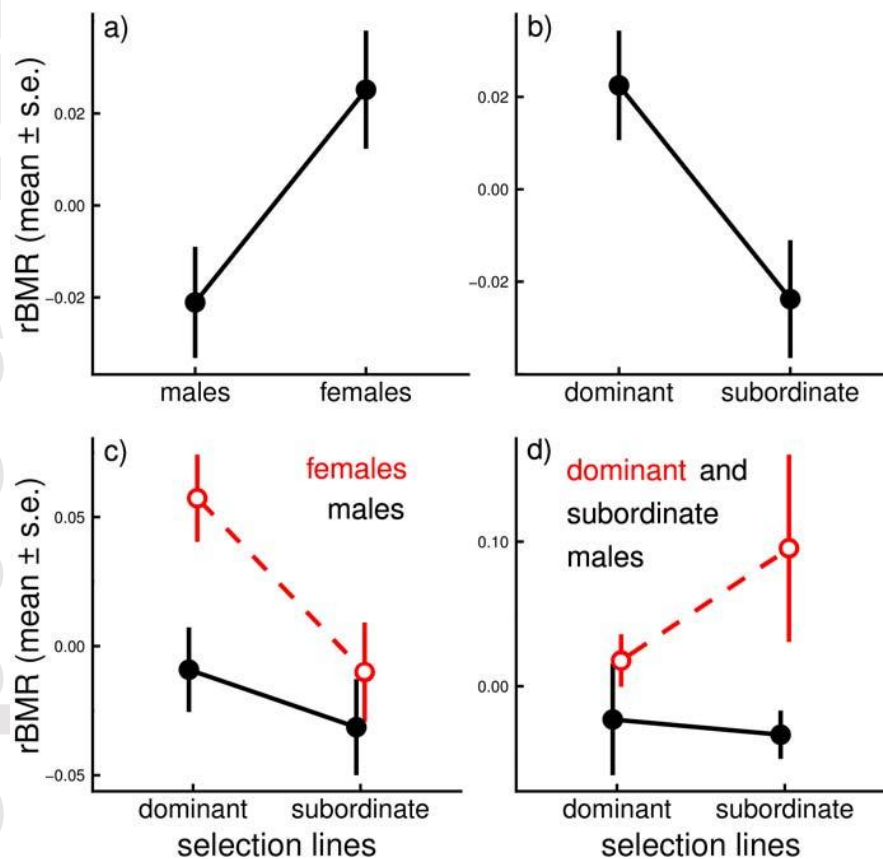 a)
rBMR (mean ± s.e.)
0.02
0.00
−0.02
males females
b)
0.02
0.00
−0.02
dominant subordinate
c)
females
males
rBMR (mean ± s.e.)
0.05
0.00
−0.05
dominant subordinate
selection lines
d)
dominant and
subordinate
males
0.10
0.00
dominant subordinate
selection lines